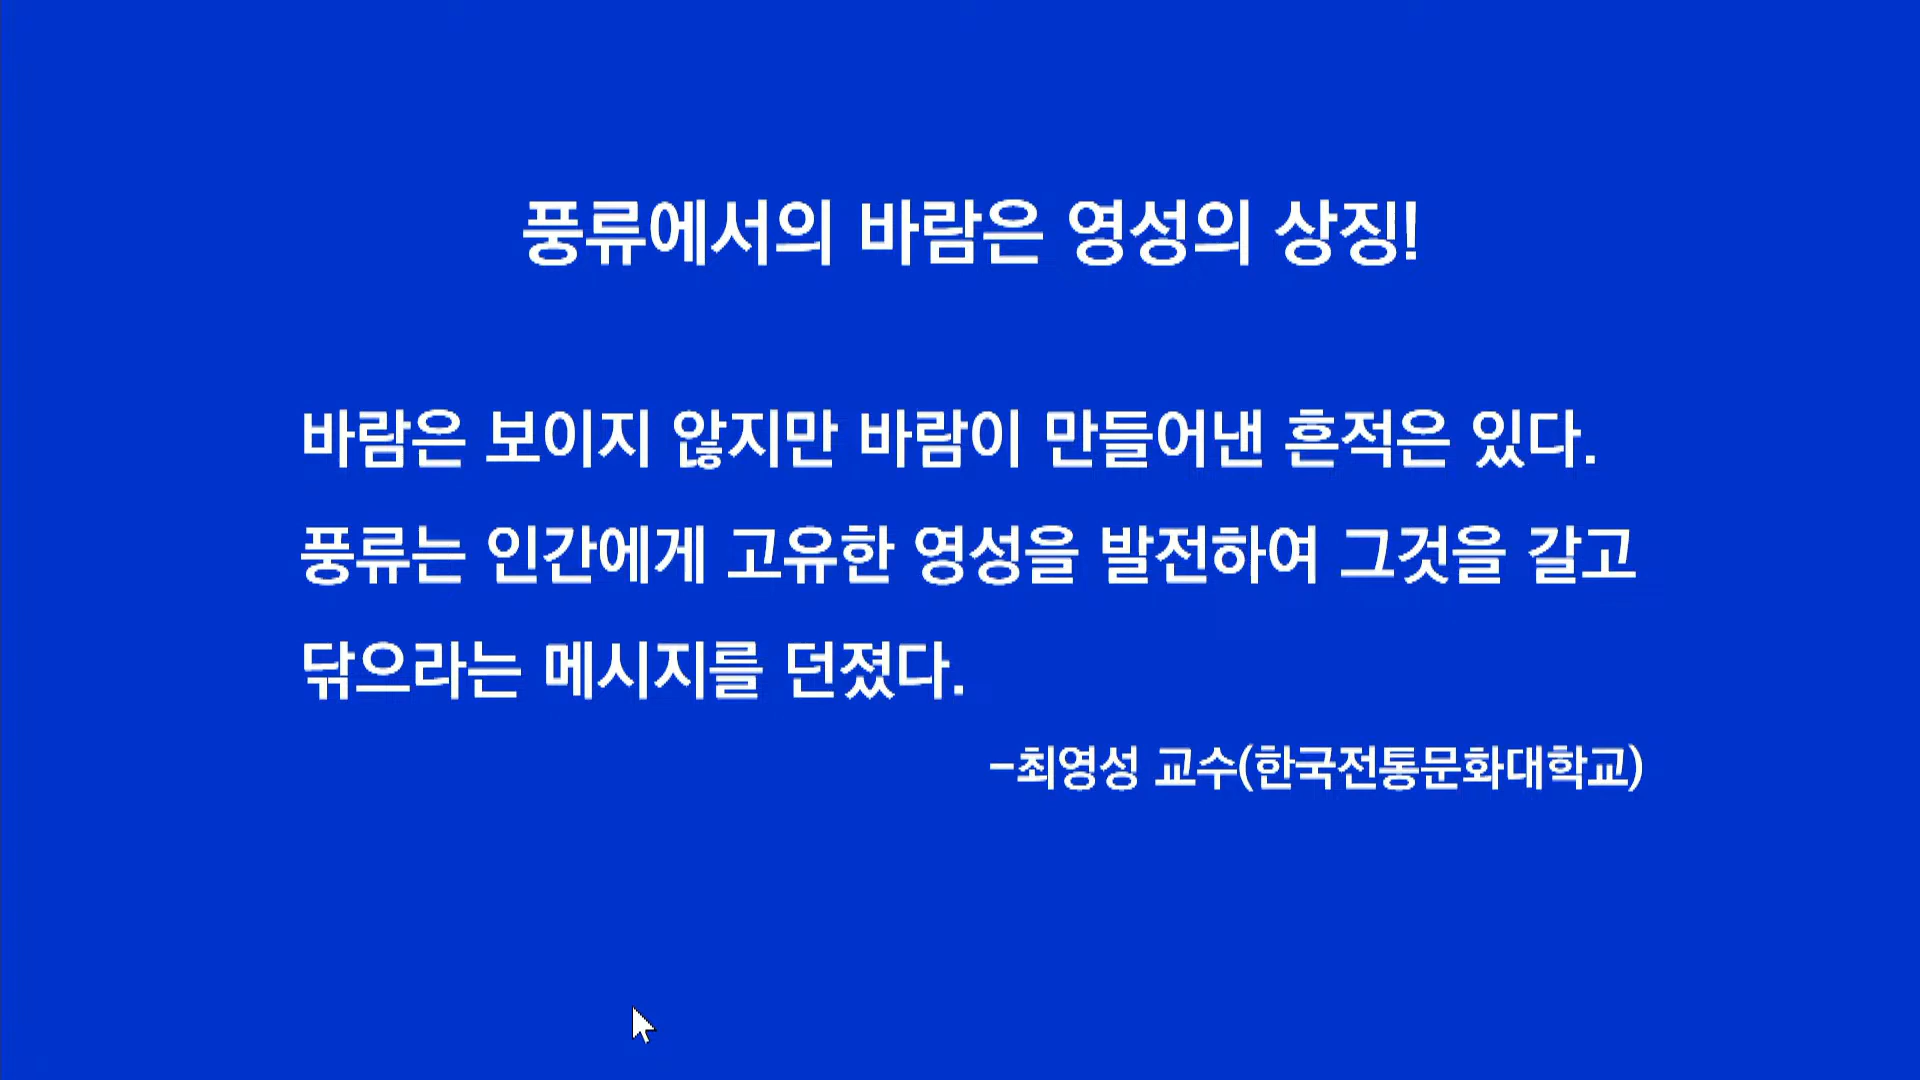 풍류에서의 바람은 영성의 상징!
바람은 보이지 않지만 바람이 만들어낸 흔적은 있다.
풍류는 인간에게 고유한 영성을 발전하여 그것을 갈고
닦으라는 메시지를 던졌다.
-최영성 교수(한국전통문화대학교)